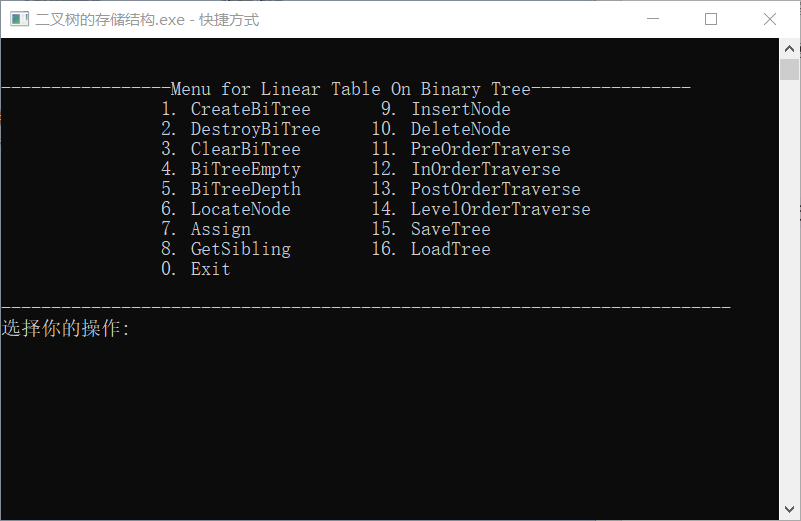 二叉树的存储结构.exe - 快捷方式
-----------------Menu for Linear Table On Binary Tree----------------
1. CreateBiTree 9. InsertNode
2. DestroyBiTree 10. DeleteNode
3. ClearBiTree 11. PreOrderTraverse
4. BiTreeEmpty 12. InOrderTraverse
5. BiTreeDepth 13. PostOrderTraverse
6. LocateNode 14. LevelOrderTraverse
7. Assign 15. SaveTree
8. GetSibling 16. LoadTree
0. Exit
-------------------------------------------------------------------------
选择你的操作: